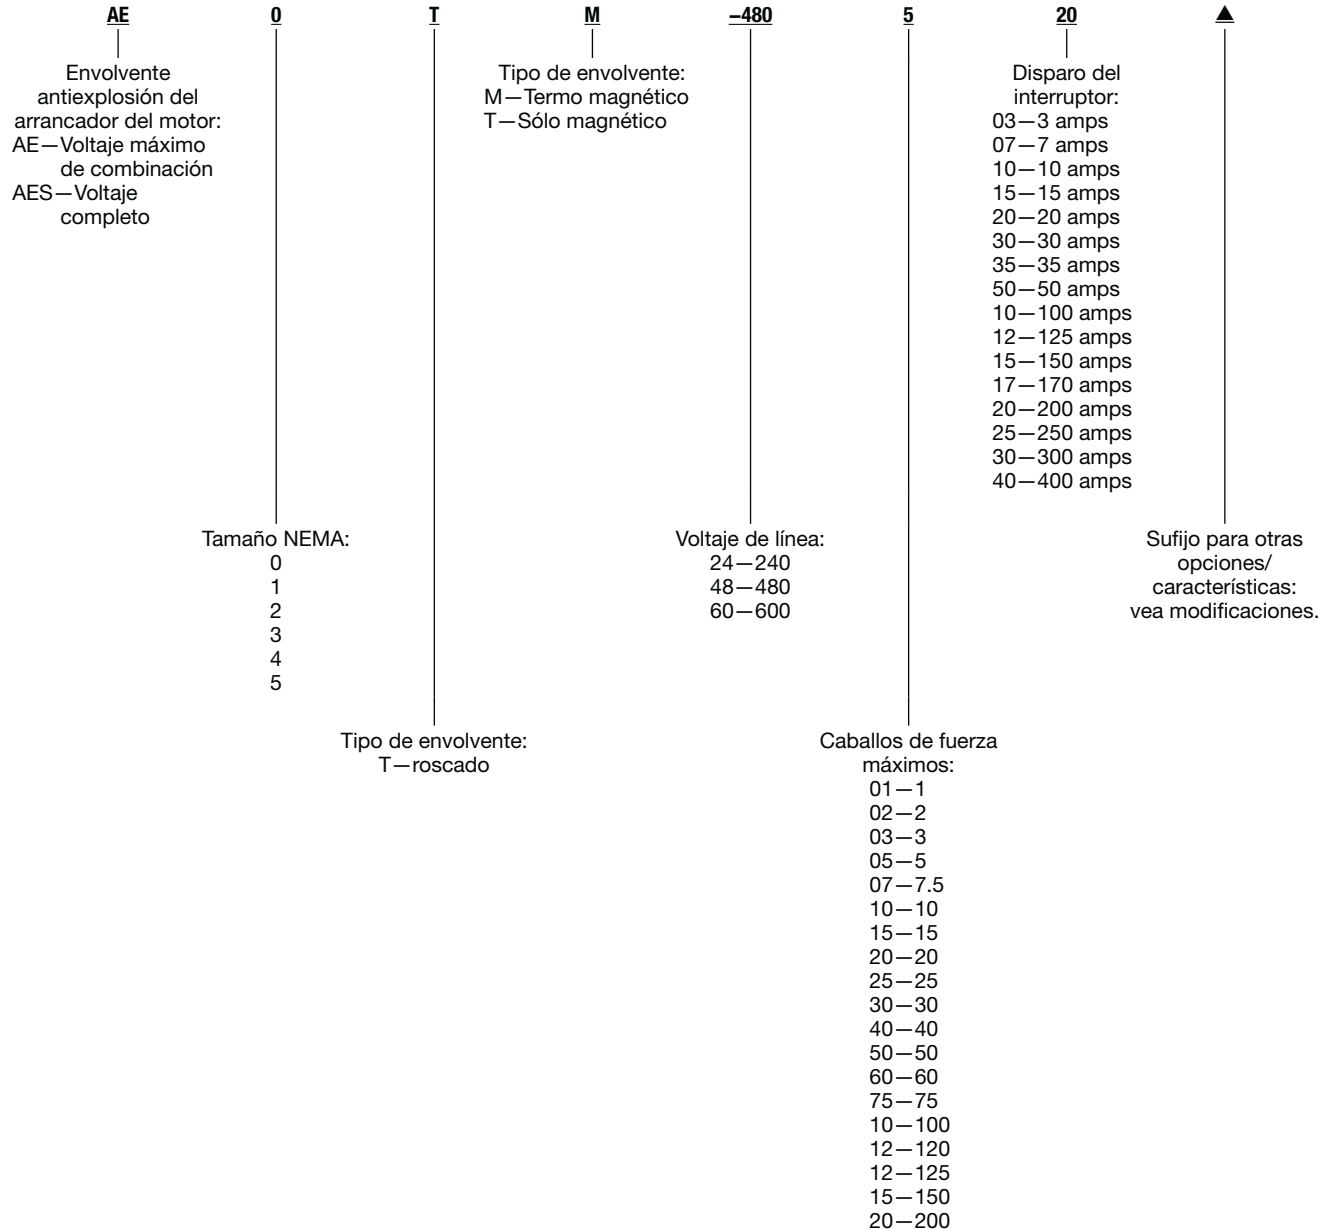 AE 0 T M –480 5 20 ▲
Envolvente
antiexplosión del
arrancador del motor:
AE—Voltaje máximo
de combinación
AES—Voltaje
completo
Tipo de envolvente:
M—Termo magnético
T—Sólo magnético
Disparo del
interruptor:
03—3 amps
07—7 amps
10—10 amps
15—15 amps
20—20 amps
30—30 amps
35—35 amps
50—50 amps
10—100 amps
12—125 amps
15—150 amps
17—170 amps
20—200 amps
25—250 amps
30—300 amps
40—400 amps
Tamaño NEMA:
0
1
2
3
4
5
Voltaje de línea:
24—240
48—480
60—600
Sufijo para otras
opciones/
características:
vea modificaciones.
Tipo de envolvente:
T—roscado
Caballos de fuerza
máximos:
01—1
02—2
03—3
05—5
07—7.5
10—10
15—15
20—20
25—25
30—30
40—40
50—50
60—60
75—75
10—100
12—120
12—125
15—150
20—200